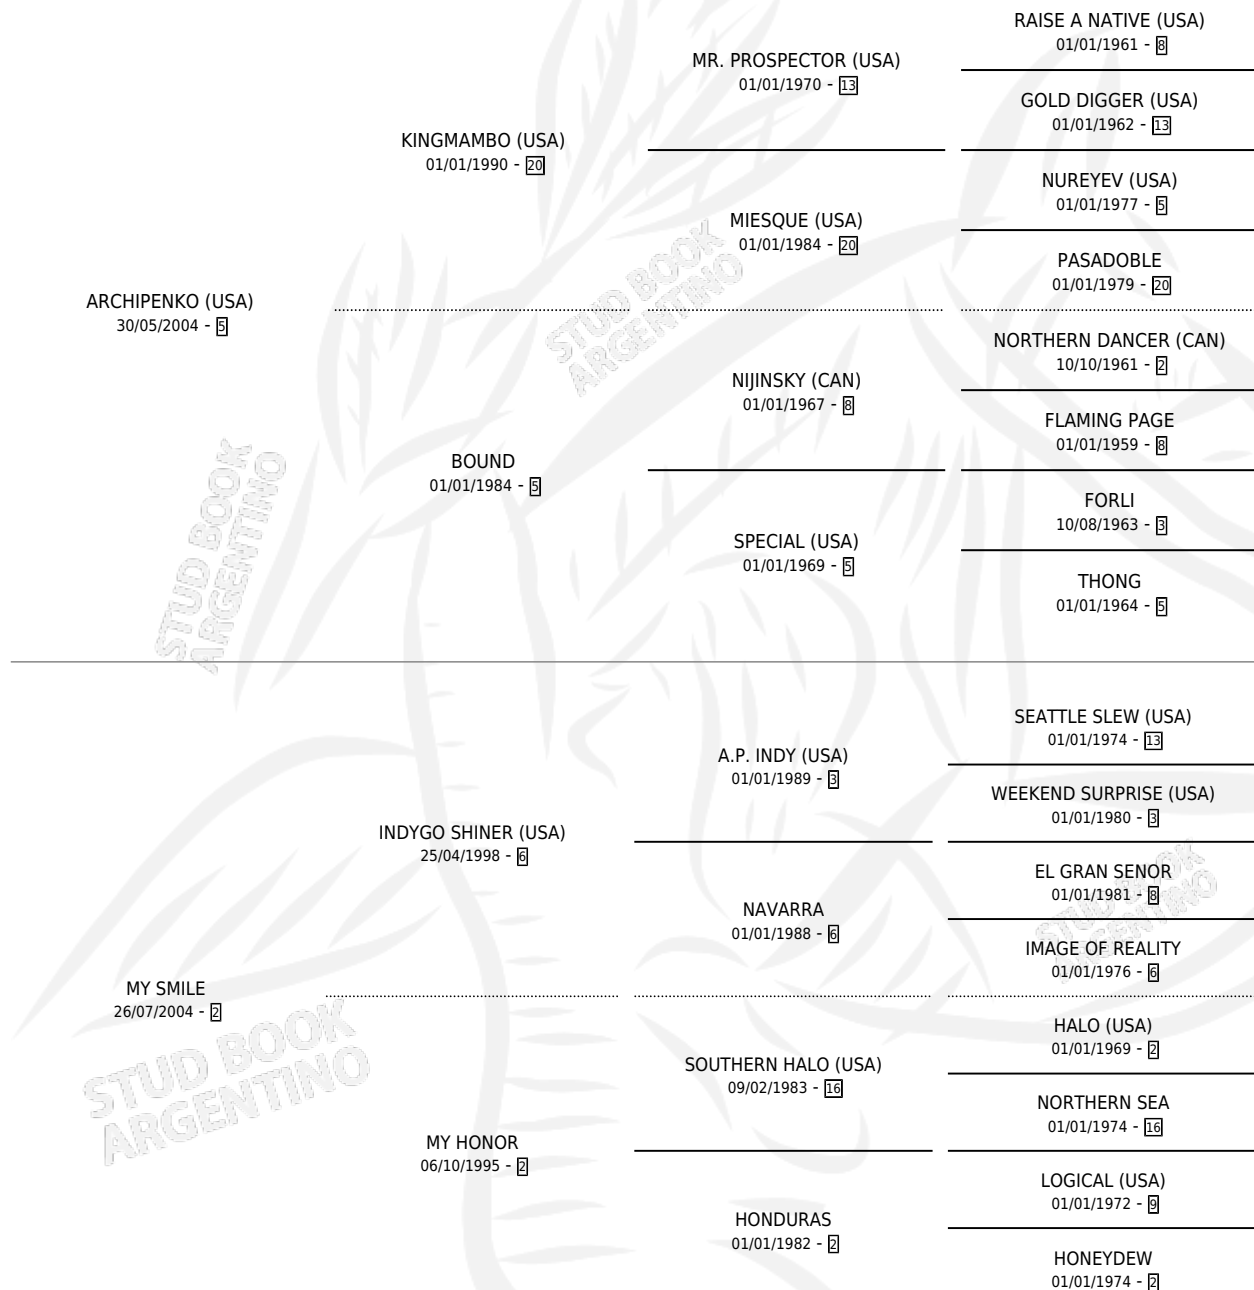 RAISE A NATIVE (USA)
01/01/1961 - 8
MR. PROSPECTOR (USA)
01/01/1970 - 13
GOLD DIGGER (USA)
01/01/1962 - 13
KINGMAMBO (USA)
01/01/1990 - 20
NUREYEV (USA)
01/01/1977 - 5
MIESQUE (USA)
01/01/1984 - 20
PASADOBLE
01/01/1979 - 20
ARCHIPENKO (USA)
30/05/2004 - 5
NORTHERN DANCER (CAN)
10/10/1961 - 2
NIJINSKY (CAN)
01/01/1967 - 8
FLAMING PAGE
01/01/1959 - 8
BOUND
01/01/1984 - 5
FORLI
10/08/1963 - 3
SPECIAL (USA)
01/01/1969 - 5
THONG
01/01/1964 - 5
SEATTLE SLEW (USA)
01/01/1974 - 13
A.P. INDY (USA)
01/01/1989 - 3
WEEKEND SURPRISE (USA)
01/01/1980 - 3
INDYGO SHINER (USA)
25/04/1998 - 6
EL GRAN SENOR
01/01/1981 - 8
NAVARRA
01/01/1988 - 6
IMAGE OF REALITY
01/01/1976 - 6
MY SMILE
26/07/2004 - 2
HALO (USA)
01/01/1969 - 2
SOUTHERN HALO (USA)
09/02/1983 - 16
NORTHERN SEA
01/01/1974 - 16
MY HONOR
06/10/1995 - 2
LOGICAL (USA)
01/01/1972 - 9
HONDURAS
01/01/1982 - 2
HONEYDEW
01/01/1974 - 2
STUD BOOK
ARGENTINO
STUD BOOK
ARGENTINO
STUD BOOK
ARGENTINO
STUD BOOK
ARGENTINO